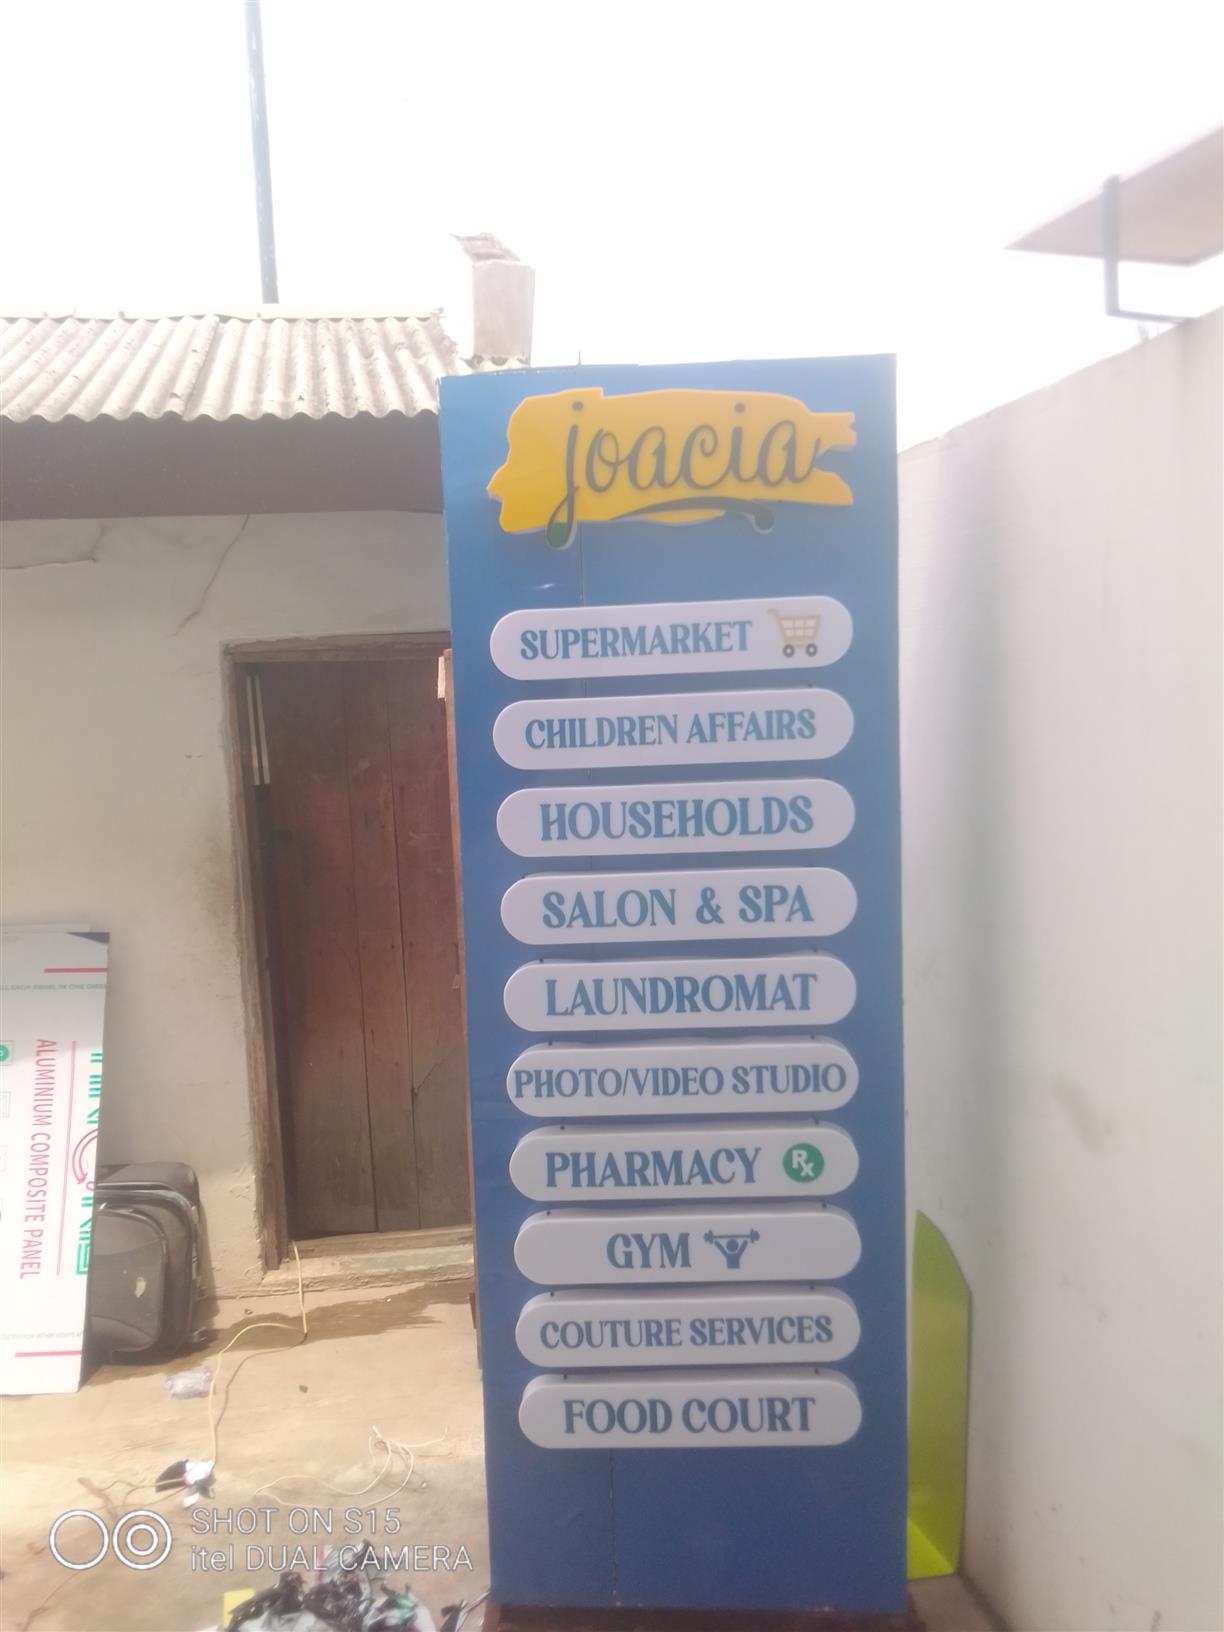 joacia
SUPERMARKET
CHILDREN AFFAIRS
HOUSEHOLDS
SALON & SPA
LAUNDROMAT
PHOTO/VIDEO STUDIO
PHARMACY Rx
GYM
COUTURE SERVICES
FOOD COURT
ALUMINIUM COMPOSITE PANEL
SHOT ON S15
itel DUAL CAMERA